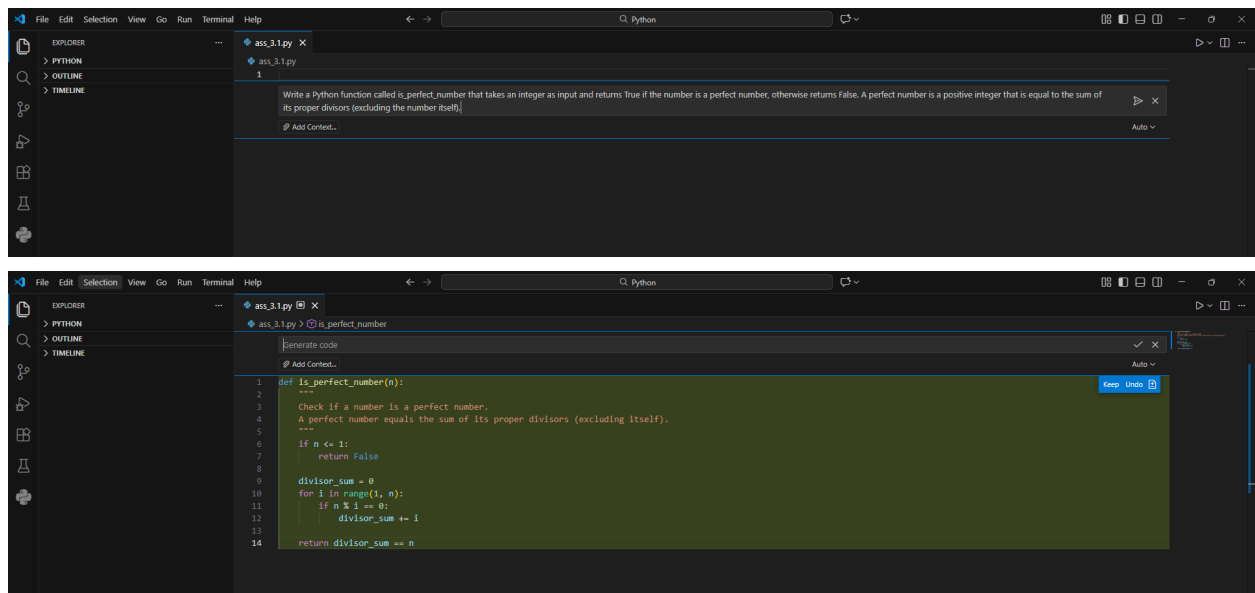 File Edit Selection View Go Run Terminal Help
Python
EXPLORER
PYTHON
OUTLINE
TIMELINE
ass_3.1.py
ass_3.1.py
1
Write a Python function called is_perfect_number that takes an integer as input and returns True if the number is a perfect number, otherwise returns False. A perfect number is a positive integer that is equal to the sum of
its proper divisors (excluding the number itself).
Add Context...
Auto
File Edit Selection View Go Run Terminal Help
Python
EXPLORER
PYTHON
OUTLINE
TIMELINE
ass_3.1.py
ass_3.1.py > is_perfect_number
Generate code
Add Context...
Auto
Keep Undo
1 def is_perfect_number(n):
2 """
3 Check if a number is a perfect number.
4 A perfect number equals the sum of its proper divisors (excluding itself).
5 """
6 if n <= 1:
7 return False
8
9 divisor_sum = 0
10 for i in range(1, n):
11 if n % i == 0:
12 divisor_sum += i
13
14 return divisor_sum == n